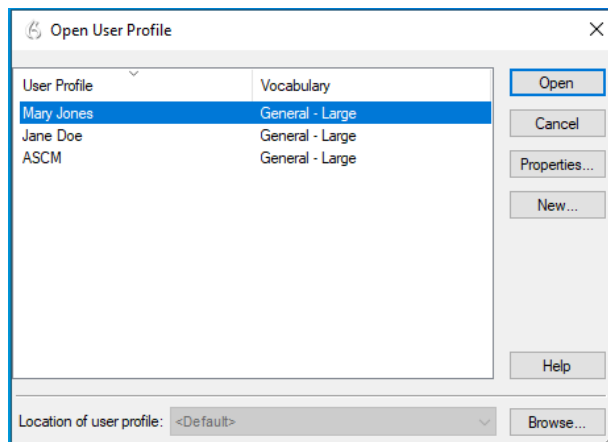 Open User Profile
User Profile Vocabulary
Mary Jones General - Large
Jane Doe General - Large
ASCM General - Large
Open
Cancel
Properties...
New...
Help
Location of user profile: <Default> Browse...